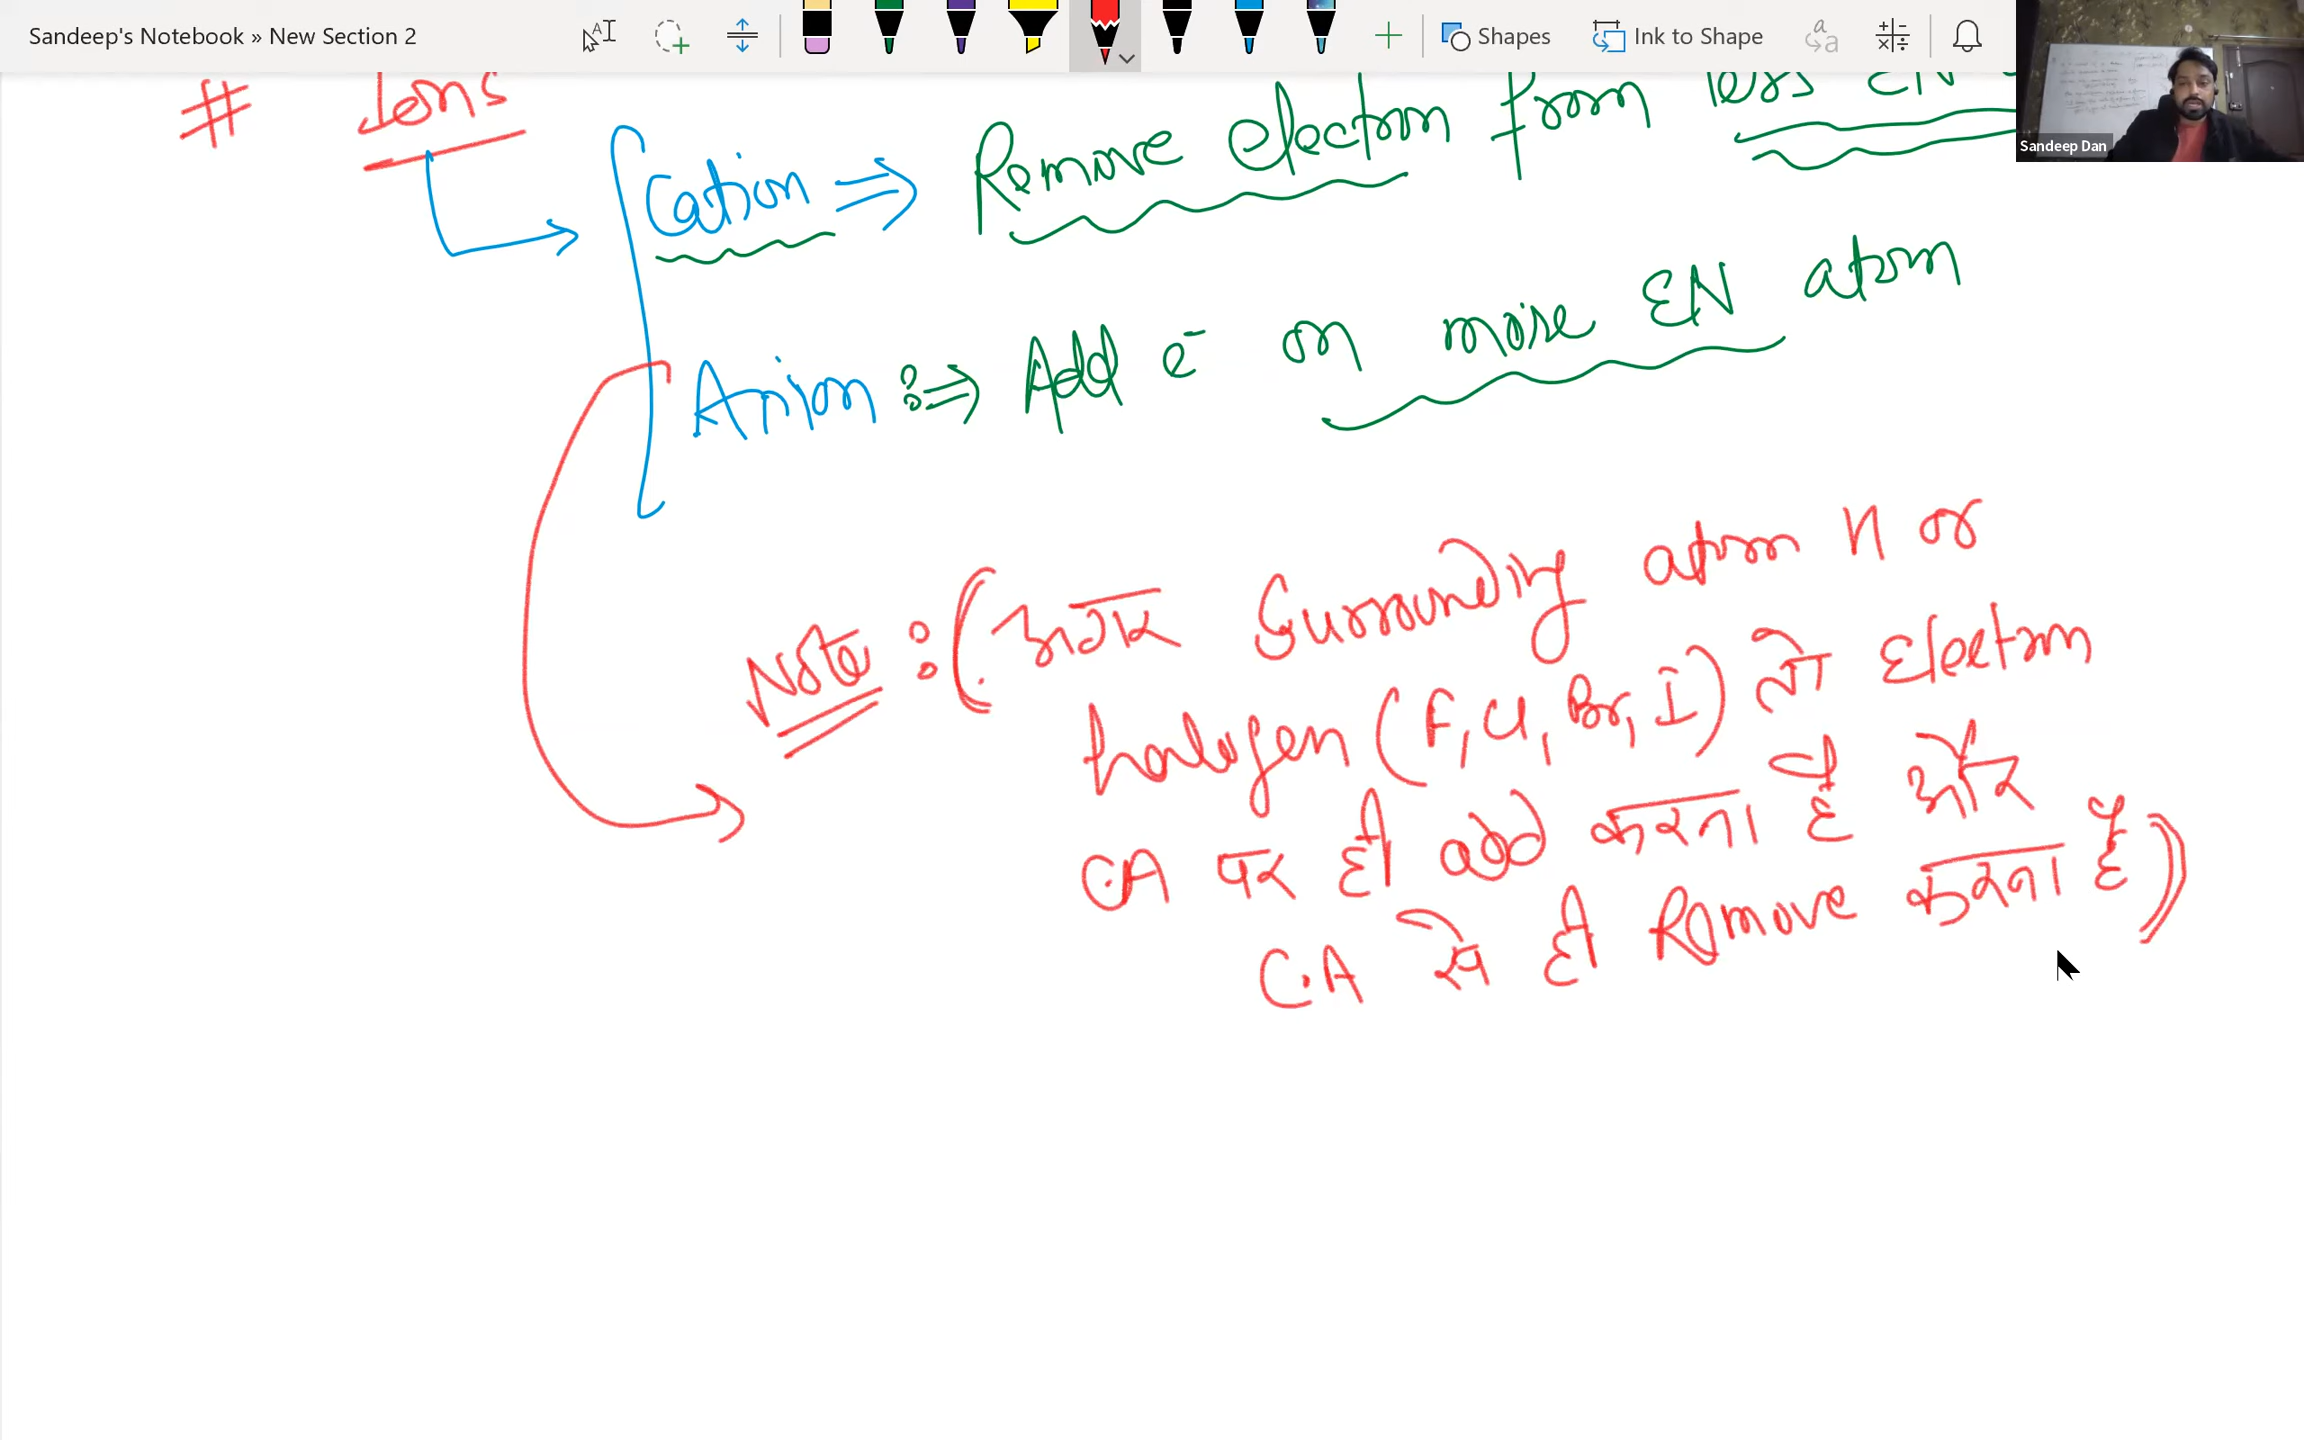 Sandeep's Notebook » New Section 2
Shapes
Ink to Shape
Sandeep Dan
# Ions
Cation ⇒ Remove electron from less EN
Anion :⇒ Add e⁻ on more EN atom
Note : (अगर Surrounding atom H or
halogen (F, Cl, Br, I) तो electron
C.A पर ही add करना है और
C.A से ही Remove करना है)